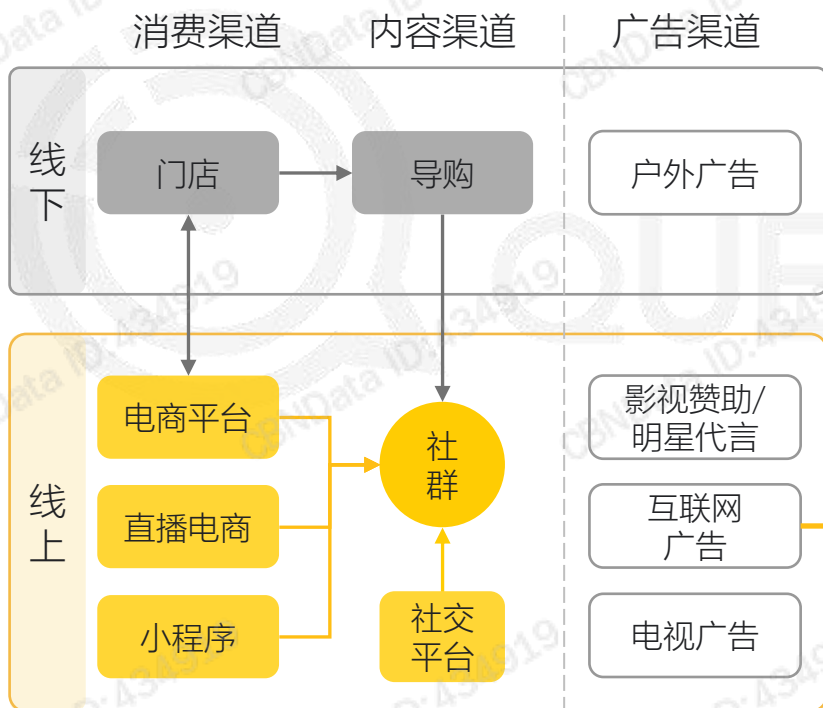 消费渠道
内容渠道
广告渠道
线
下
门店
导购
户外广告
线
上
电商平台
直播电商
小程序
社
群
社交
平台
影视赞助/
明星代言
互联网
广告
电视广告
CBNData ID:434919
QUE